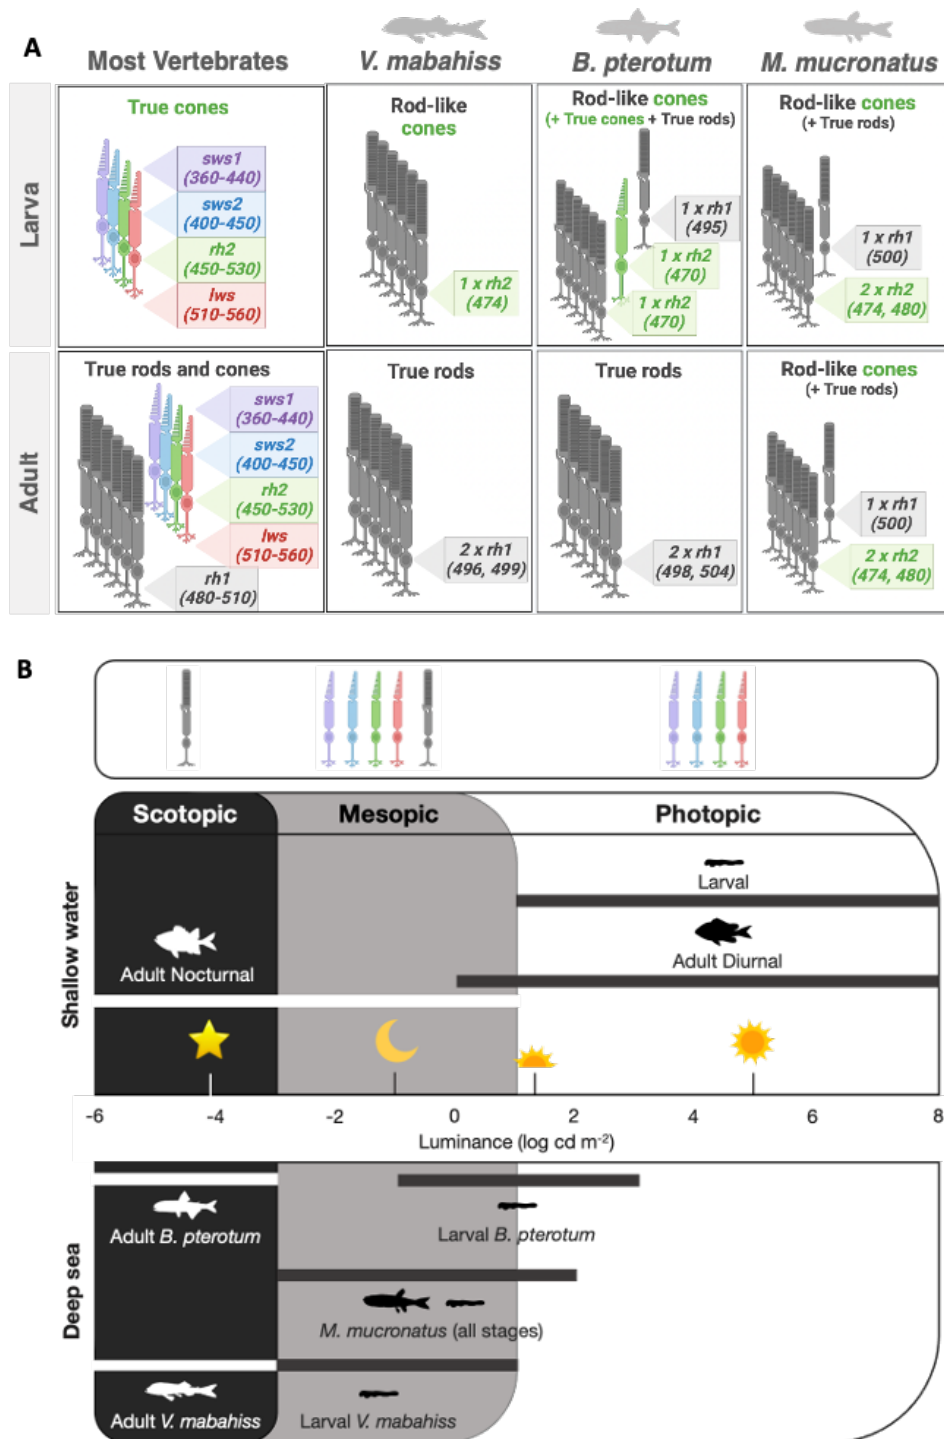 A
Most Vertebrates
V. mabahiss
B. pterotum
M. mucronatus
Larva
True cones
sws1
(360-440)
sws2
(400-450)
rh2
(450-530)
lws
(510-560)
Rod-like
cones
1 x rh2
(474)
Rod-like cones
(+ True cones + True rods)
1 x rh1
(495)
1 x rh2
(470)
1 x rh2
(470)
Rod-like cones
(+ True rods)
1 x rh1
(500)
2 x rh2
(474, 480)
Adult
True rods and cones
sws1
(360-440)
sws2
(400-450)
rh2
(450-530)
lws
(510-560)
rh1
(480-510)
True rods
2 x rh1
(496, 499)
True rods
2 x rh1
(498, 504)
Rod-like cones
(+ True rods)
1 x rh1
(500)
2 x rh2
(474, 480)
B
Scotopic
Mesopic
Photopic
Shallow water
Larval
Adult Nocturnal
Adult Diurnal
-6 -4 -2 0 2 4 6 8
Luminance (log cd m⁻²)
Deep sea
Adult B. pterotum
Larval B. pterotum
M. mucronatus (all stages)
Adult V. mabahiss
Larval V. mabahiss